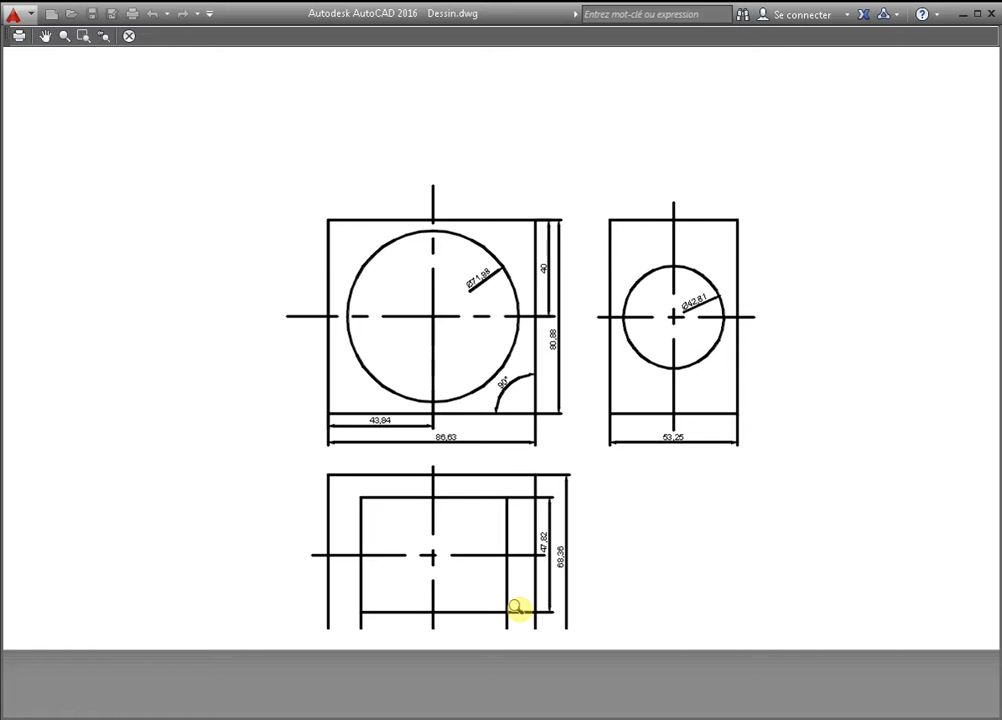 Autodesk AutoCAD 2016 Dessin.dwg
Entrez mot-clé ou expression
Se connecter
Ø71,98
40
80,88
90°
43,84
86,63
Ø42,81
53,25
47,82
68,36